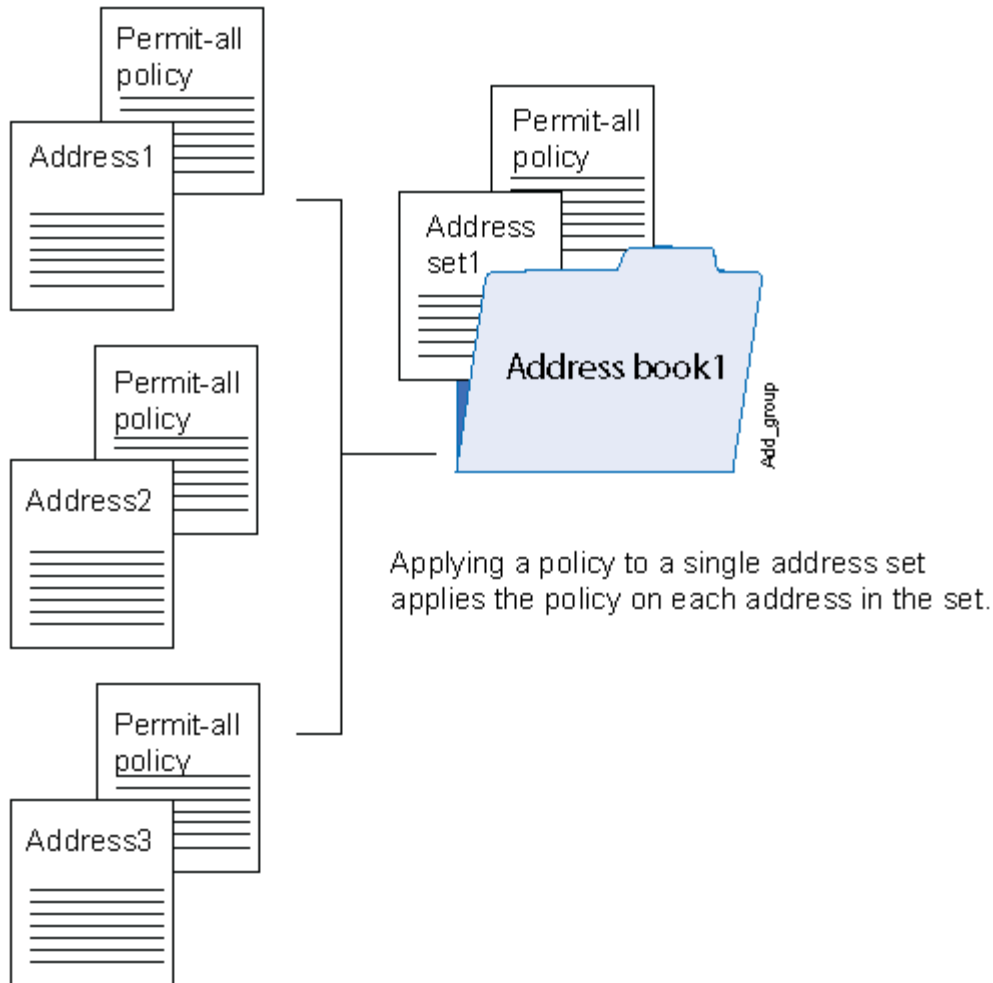 Permit-all
policy
Address1
Permit-all
policy
Address2
Permit-all
policy
Address3
Permit-all
policy
Address
set1
Address book1
Add_group
Applying a policy to a single address set
applies the policy on each address in the set.